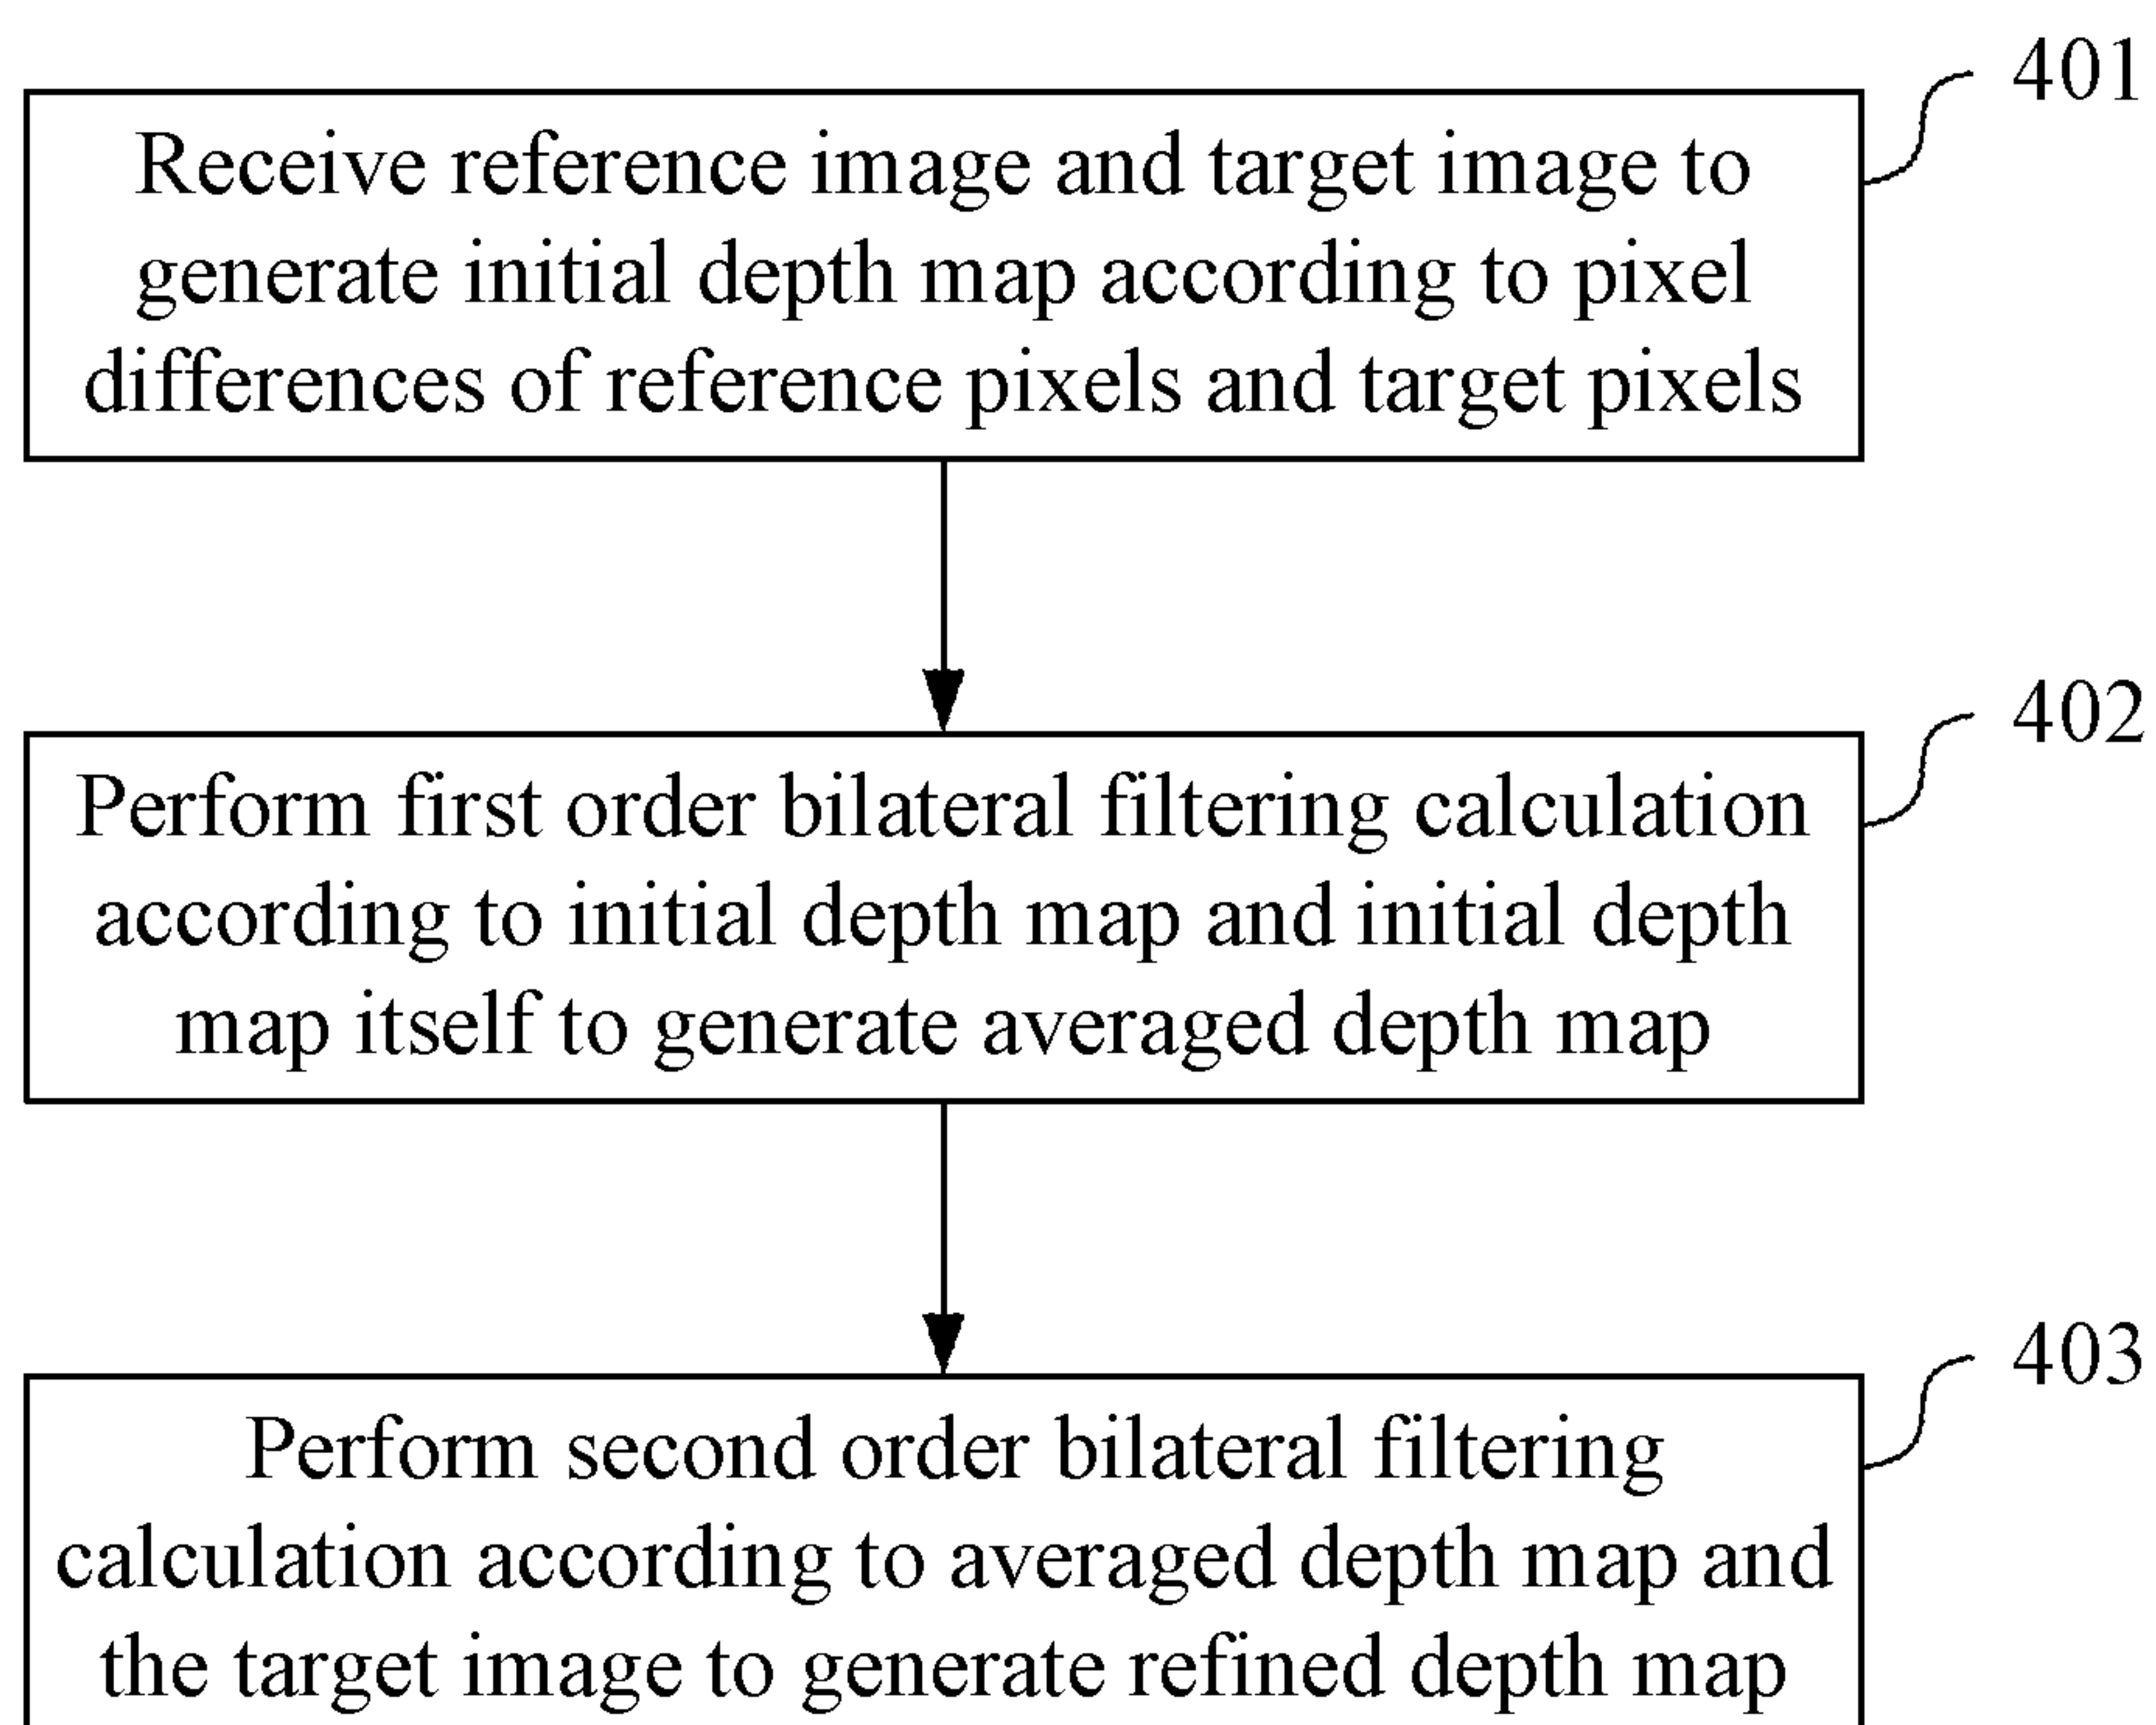 401
Receive reference image and target image to
generate initial depth map according to pixel
differences of reference pixels and target pixels
402
Perform first order bilateral filtering calculation
according to initial depth map and initial depth
map itself to generate averaged depth map
403
Perform second order bilateral filtering
calculation according to averaged depth map and
the target image to generate refined depth map